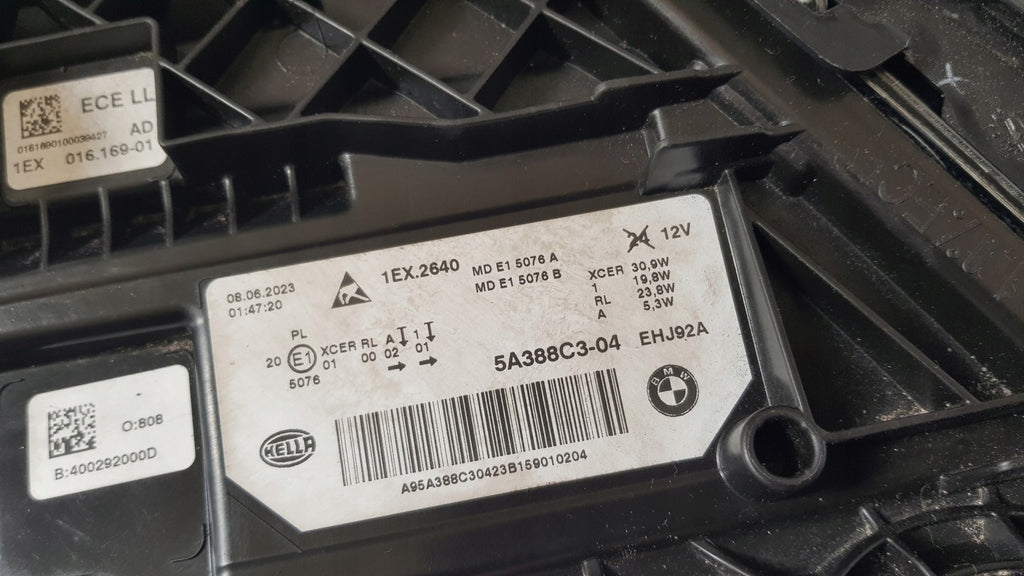 ECE LL
AD
0161690100039427
1EX 016.169-01
08.06.2023
01:47:20
1EX.2640
MD E1 5076 A
MD E1 5076 B
12V
XCER 30,9W
1 19,8W
RL 23,8W
A 5,3W
PL
20 E1 XCER RL A 1
01 00 02 01
5076
5A388C3-04 EHJ92A
BMW
HELLA
A95A388C30423B159010204
O:808
B:400292000D